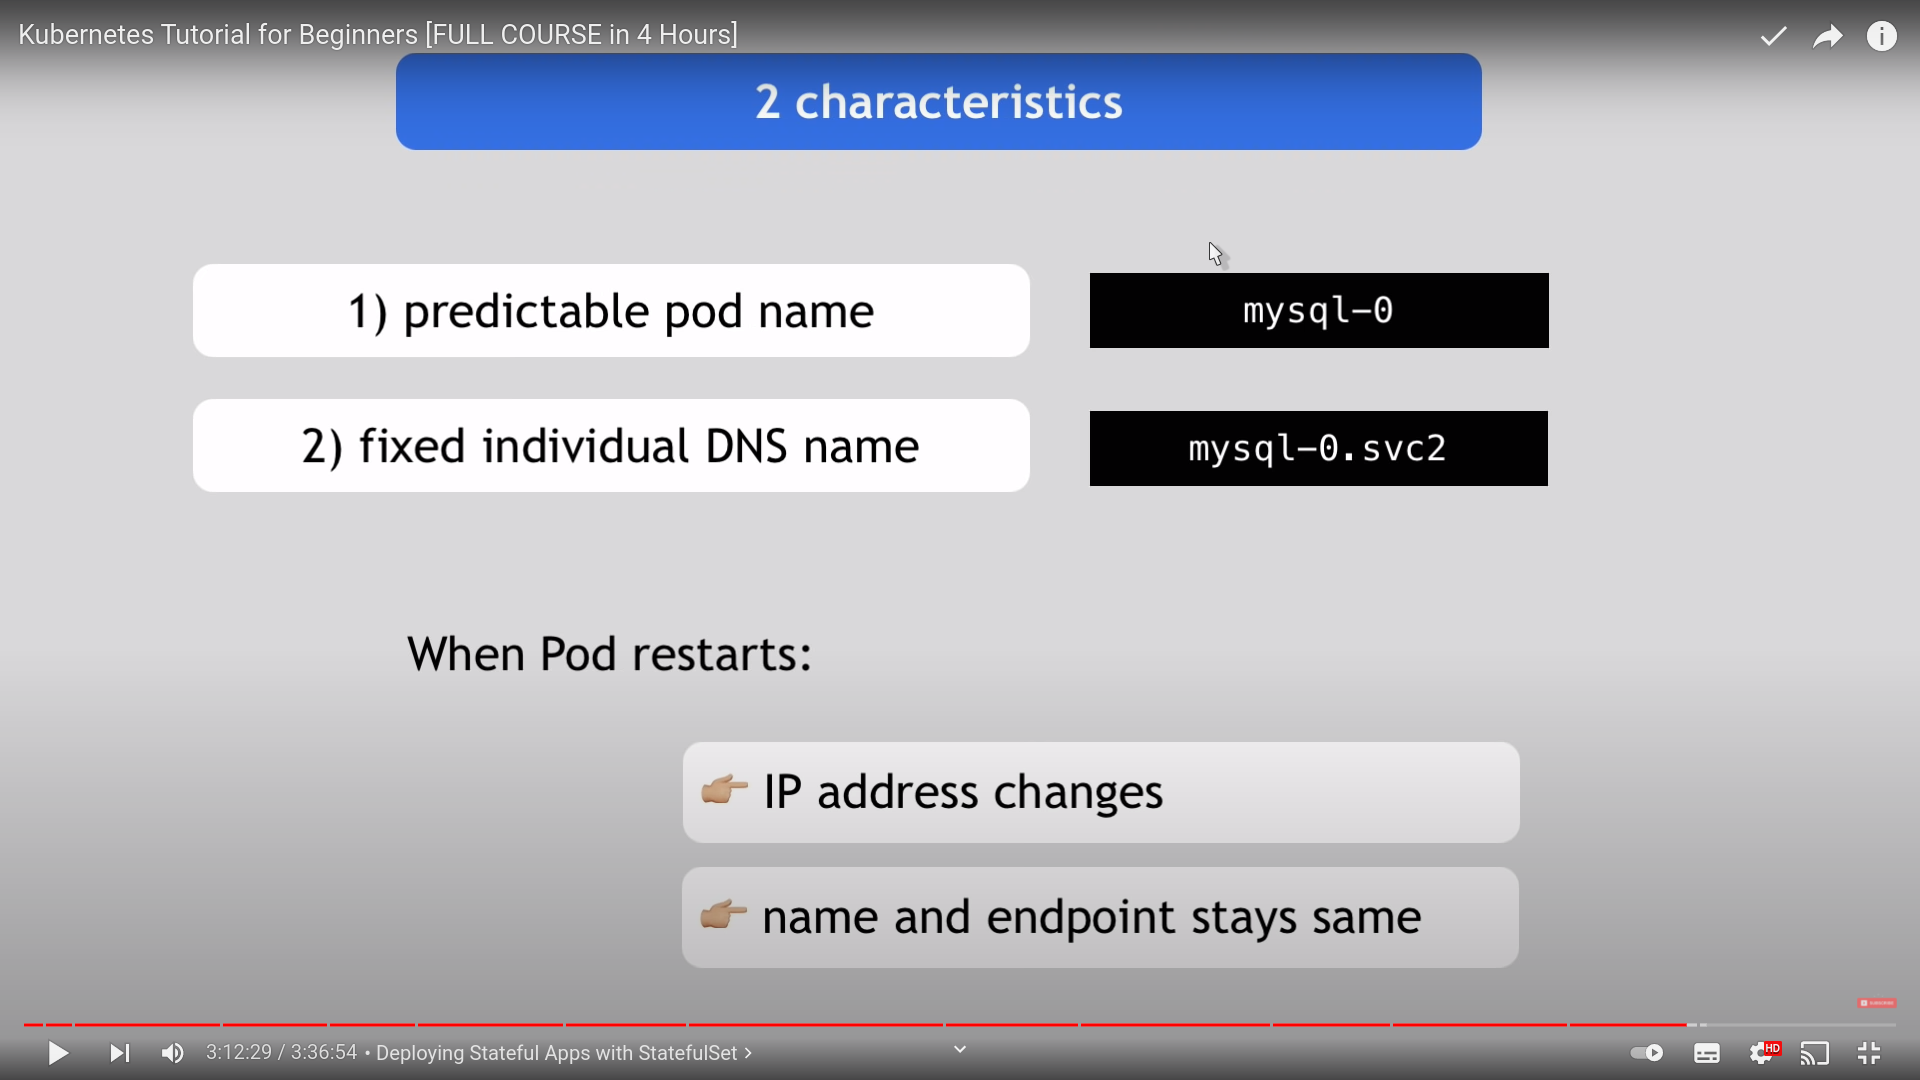 Kubernetes Tutorial for Beginners [FULL COURSE in 4 Hours]
2 characteristics
1) predictable pod name
mysql-0
2) fixed individual DNS name
mysql-0.svc2
When Pod restarts:
IP address changes
name and endpoint stays same
SUBSCRIBE
3:12:29 / 3:36:54 • Deploying Stateful Apps with StatefulSet
HD